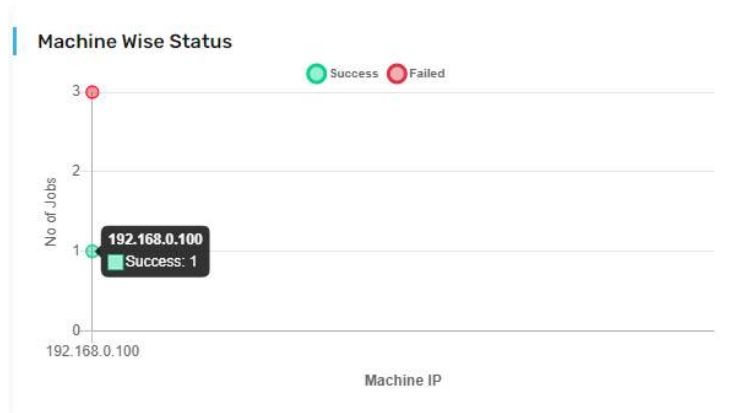 Machine Wise Status
Success Failed
3
2
No of Jobs
1
192.168.0.100
Success: 1
0
192.168.0.100
Machine IP